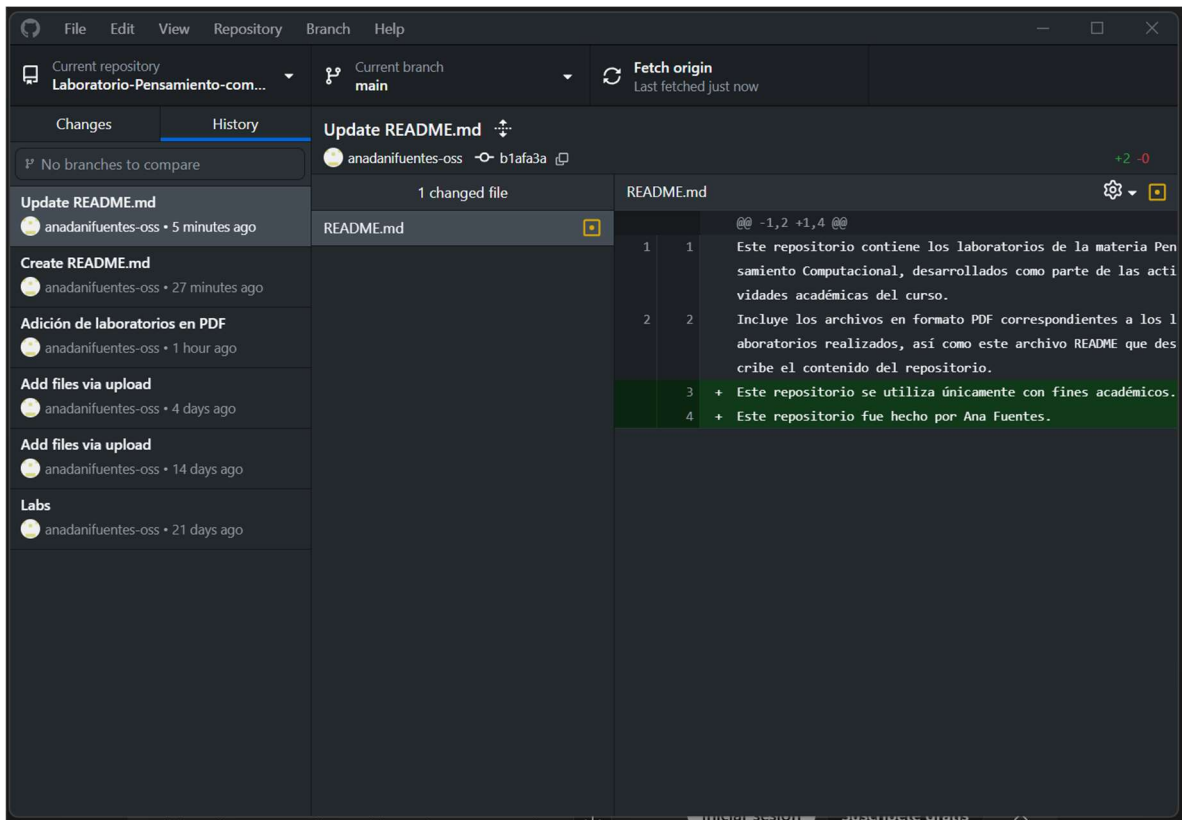 File Edit View Repository Branch Help
Current repository
Laboratorio-Pensamiento-com...
Current branch
main
Fetch origin
Last fetched just now
Changes History
No branches to compare
Update README.md
anadanifuentes-oss • 5 minutes ago
Create README.md
anadanifuentes-oss • 27 minutes ago
Adición de laboratorios en PDF
anadanifuentes-oss • 1 hour ago
Add files via upload
anadanifuentes-oss • 4 days ago
Add files via upload
anadanifuentes-oss • 14 days ago
Labs
anadanifuentes-oss • 21 days ago
Update README.md
anadanifuentes-oss b1afa3a
+2 -0
1 changed file
README.md
README.md
@@ -1,2 +1,4 @@
1 1 Este repositorio contiene los laboratorios de la materia Pen
samiento Computacional, desarrollados como parte de las acti
vidades académicas del curso.
2 2 Incluye los archivos en formato PDF correspondientes a los l
aboratorios realizados, así como este archivo README que des
cribe el contenido del repositorio.
3 + Este repositorio se utiliza únicamente con fines académicos.
4 + Este repositorio fue hecho por Ana Fuentes.